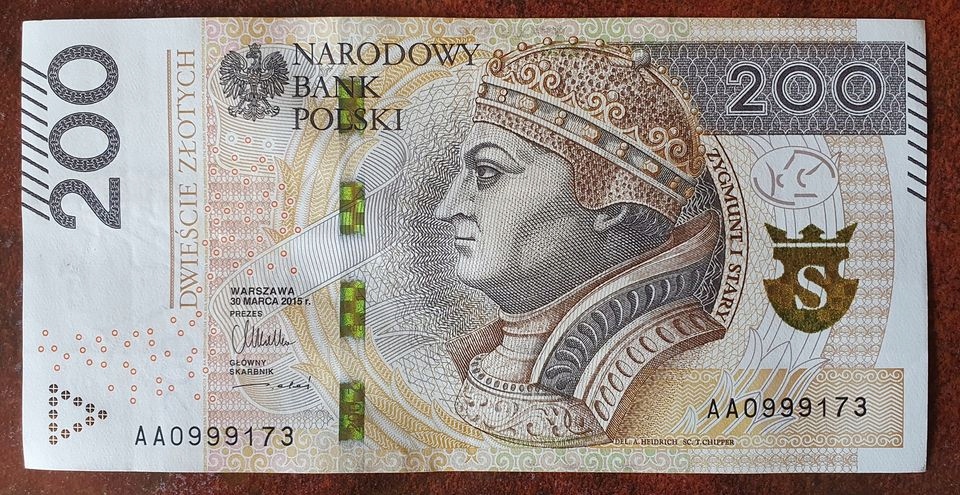 200
DWIEŚCIE ZŁOTYCH
NARODOWY
BANK
POLSKI
200
ZYGMUNT I STARY
S
WARSZAWA
30 MARCA 2015 r.
PREZES
GŁÓWNY
SKARBNIK
AA0999173
AA0999173
DEL. A. HEIDRICH SC. T. CHIPPER